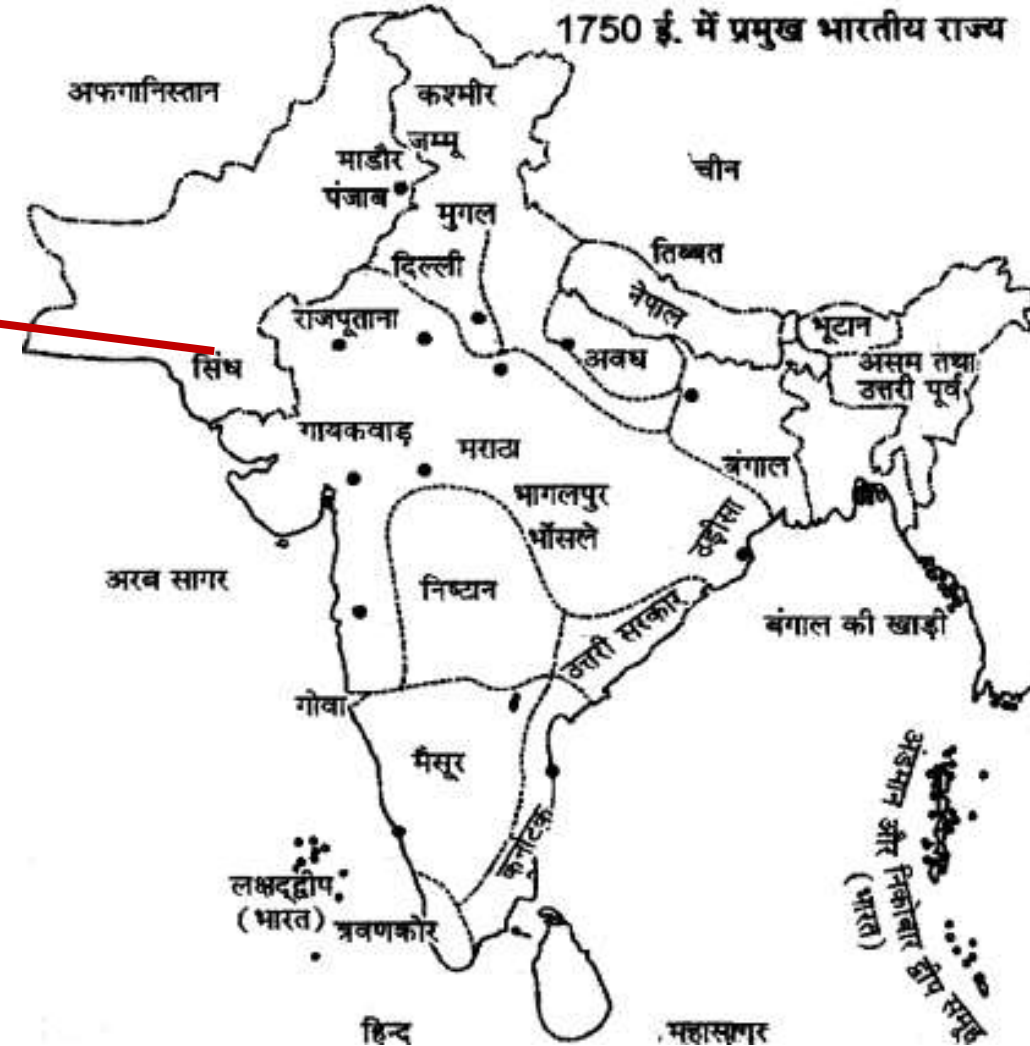 1750 ई. में प्रमुख भारतीय राज्य
अफगानिस्तान
कश्मीर
जम्मू
माडौर
पंजाब
चीन
मुगल
दिल्ली
तिब्बत
नेपाल
भूटान
राजपूताना
सिंध
अवध
असम तथा
उत्तरी पूर्व
गायकवाड़
मराठा
बंगाल
भागलपुर
भोंसले
उड़ीसा
अरब सागर
निष्टान
उत्तरी सरकार
बंगाल की खाड़ी
गोवा
मैसूर
कर्नाटक
अंडमान और निकोबार द्वीप समूह
(भारत)
लक्षद्द्वीप
(भारत)
त्रवणकोर
हिन्द महासागर